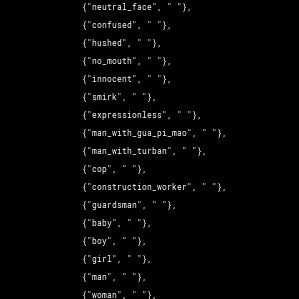 {"neutral_face", " "},
{"confused", " "},
{"hushed", " "},
{"no_mouth", " "},
{"innocent", " "},
{"smirk", " "},
{"expressionless", " "},
{"man_with_gua_pi_mao", " "},
{"man_with_turban", " "},
{"cop", " "},
{"construction_worker", " "},
{"guardsman", " "},
{"baby", " "},
{"boy", " "},
{"girl", " "},
{"man", " "},
{"woman", " "},